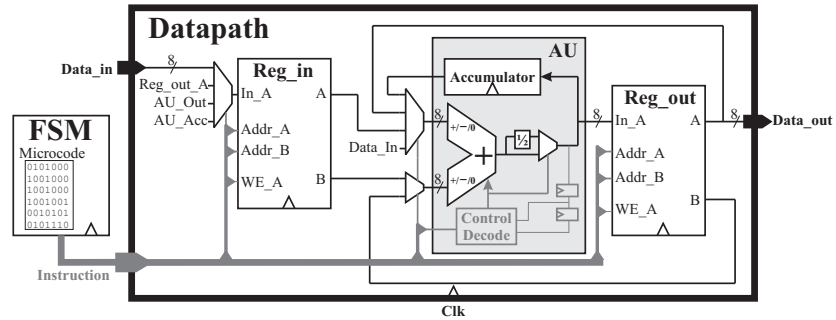 Datapath
AU
Data_in
8
Reg_out_A
AU_Out
AU_Acc
Reg_in
In_A
A
Addr_A
Addr_B
WE_A
B
Accumulator
8
+/−/0
Data_In
+
½
8
+/−/0
Control
Decode
8
Reg_out
In_A
A
Addr_A
Addr_B
B
WE_A
8
Data_out
FSM
Microcode
0101000
1001000
1001000
1001001
0010101
0101110
Instruction
Clk